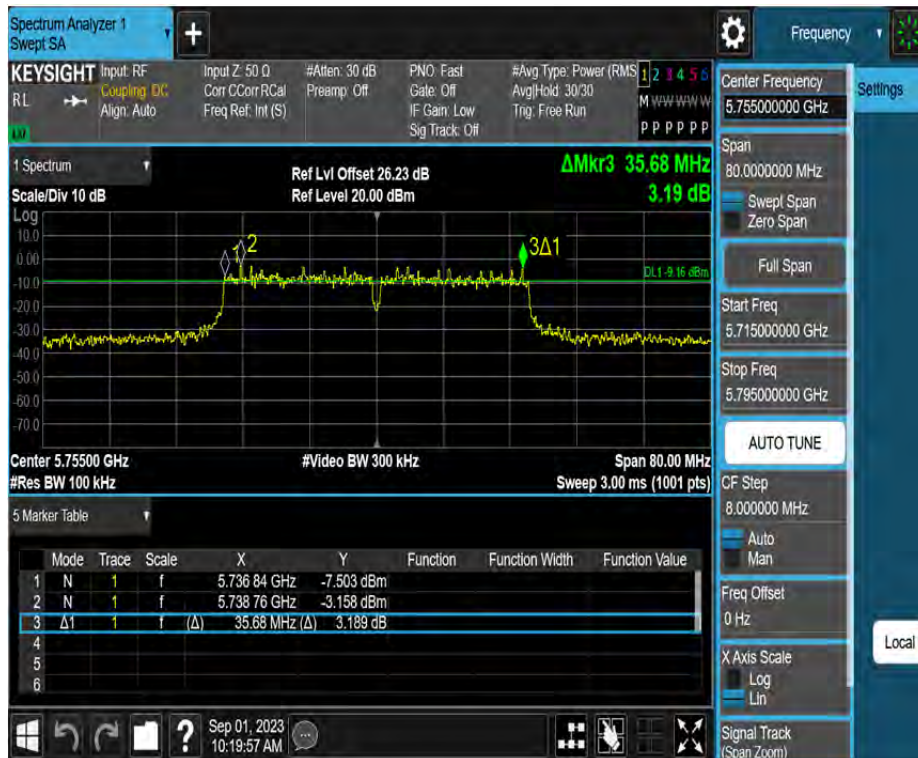 Spectrum Analyzer 1
Swept SA
+
Frequency
KEYSIGHT
RL
Input: RF
Coupling: DC
Align: Auto
Input Z: 50 Ω
Corr CCorr RCal
Freq Ref: Int (S)
#Atten: 30 dB
Preamp: Off
PNO: Fast
Gate: Off
IF Gain: Low
Sig Track: Off
#Avg Type: Power (RMS
Avg|Hold: 30/30
Trig: Free Run
1 2 3 4 5 6
M W W W W W
P P P P P P
1 Spectrum
Scale/Div 10 dB
Ref Lvl Offset 26.23 dB
Ref Level 20.00 dBm
ΔMkr3 35.68 MHz
3.19 dB
Log
10.0
0.00
-10.0
-20.0
-30.0
-40.0
-50.0
-60.0
-70.0
1
2
3Δ1
DL1 -9.16 dBm
Center 5.75500 GHz
#Video BW 300 kHz
Span 80.00 MHz
#Res BW 100 kHz
Sweep 3.00 ms (1001 pts)
5 Marker Table
Mode Trace Scale X Y Function Function Width Function Value
1 N 1 f 5.736 84 GHz -7.503 dBm
2 N 1 f 5.738 76 GHz -3.158 dBm
3 Δ1 1 f (Δ) 35.68 MHz (Δ) 3.189 dB
4
5
6
?
Sep 01, 2023
10:19:57 AM
Center Frequency
5.755000000 GHz
Span
80.0000000 MHz
Swept Span
Zero Span
Full Span
Start Freq
5.715000000 GHz
Stop Freq
5.795000000 GHz
AUTO TUNE
CF Step
8.000000 MHz
Auto
Man
Freq Offset
0 Hz
X Axis Scale
Log
Lin
Signal Track
(Span Zoom)
Settings
Local